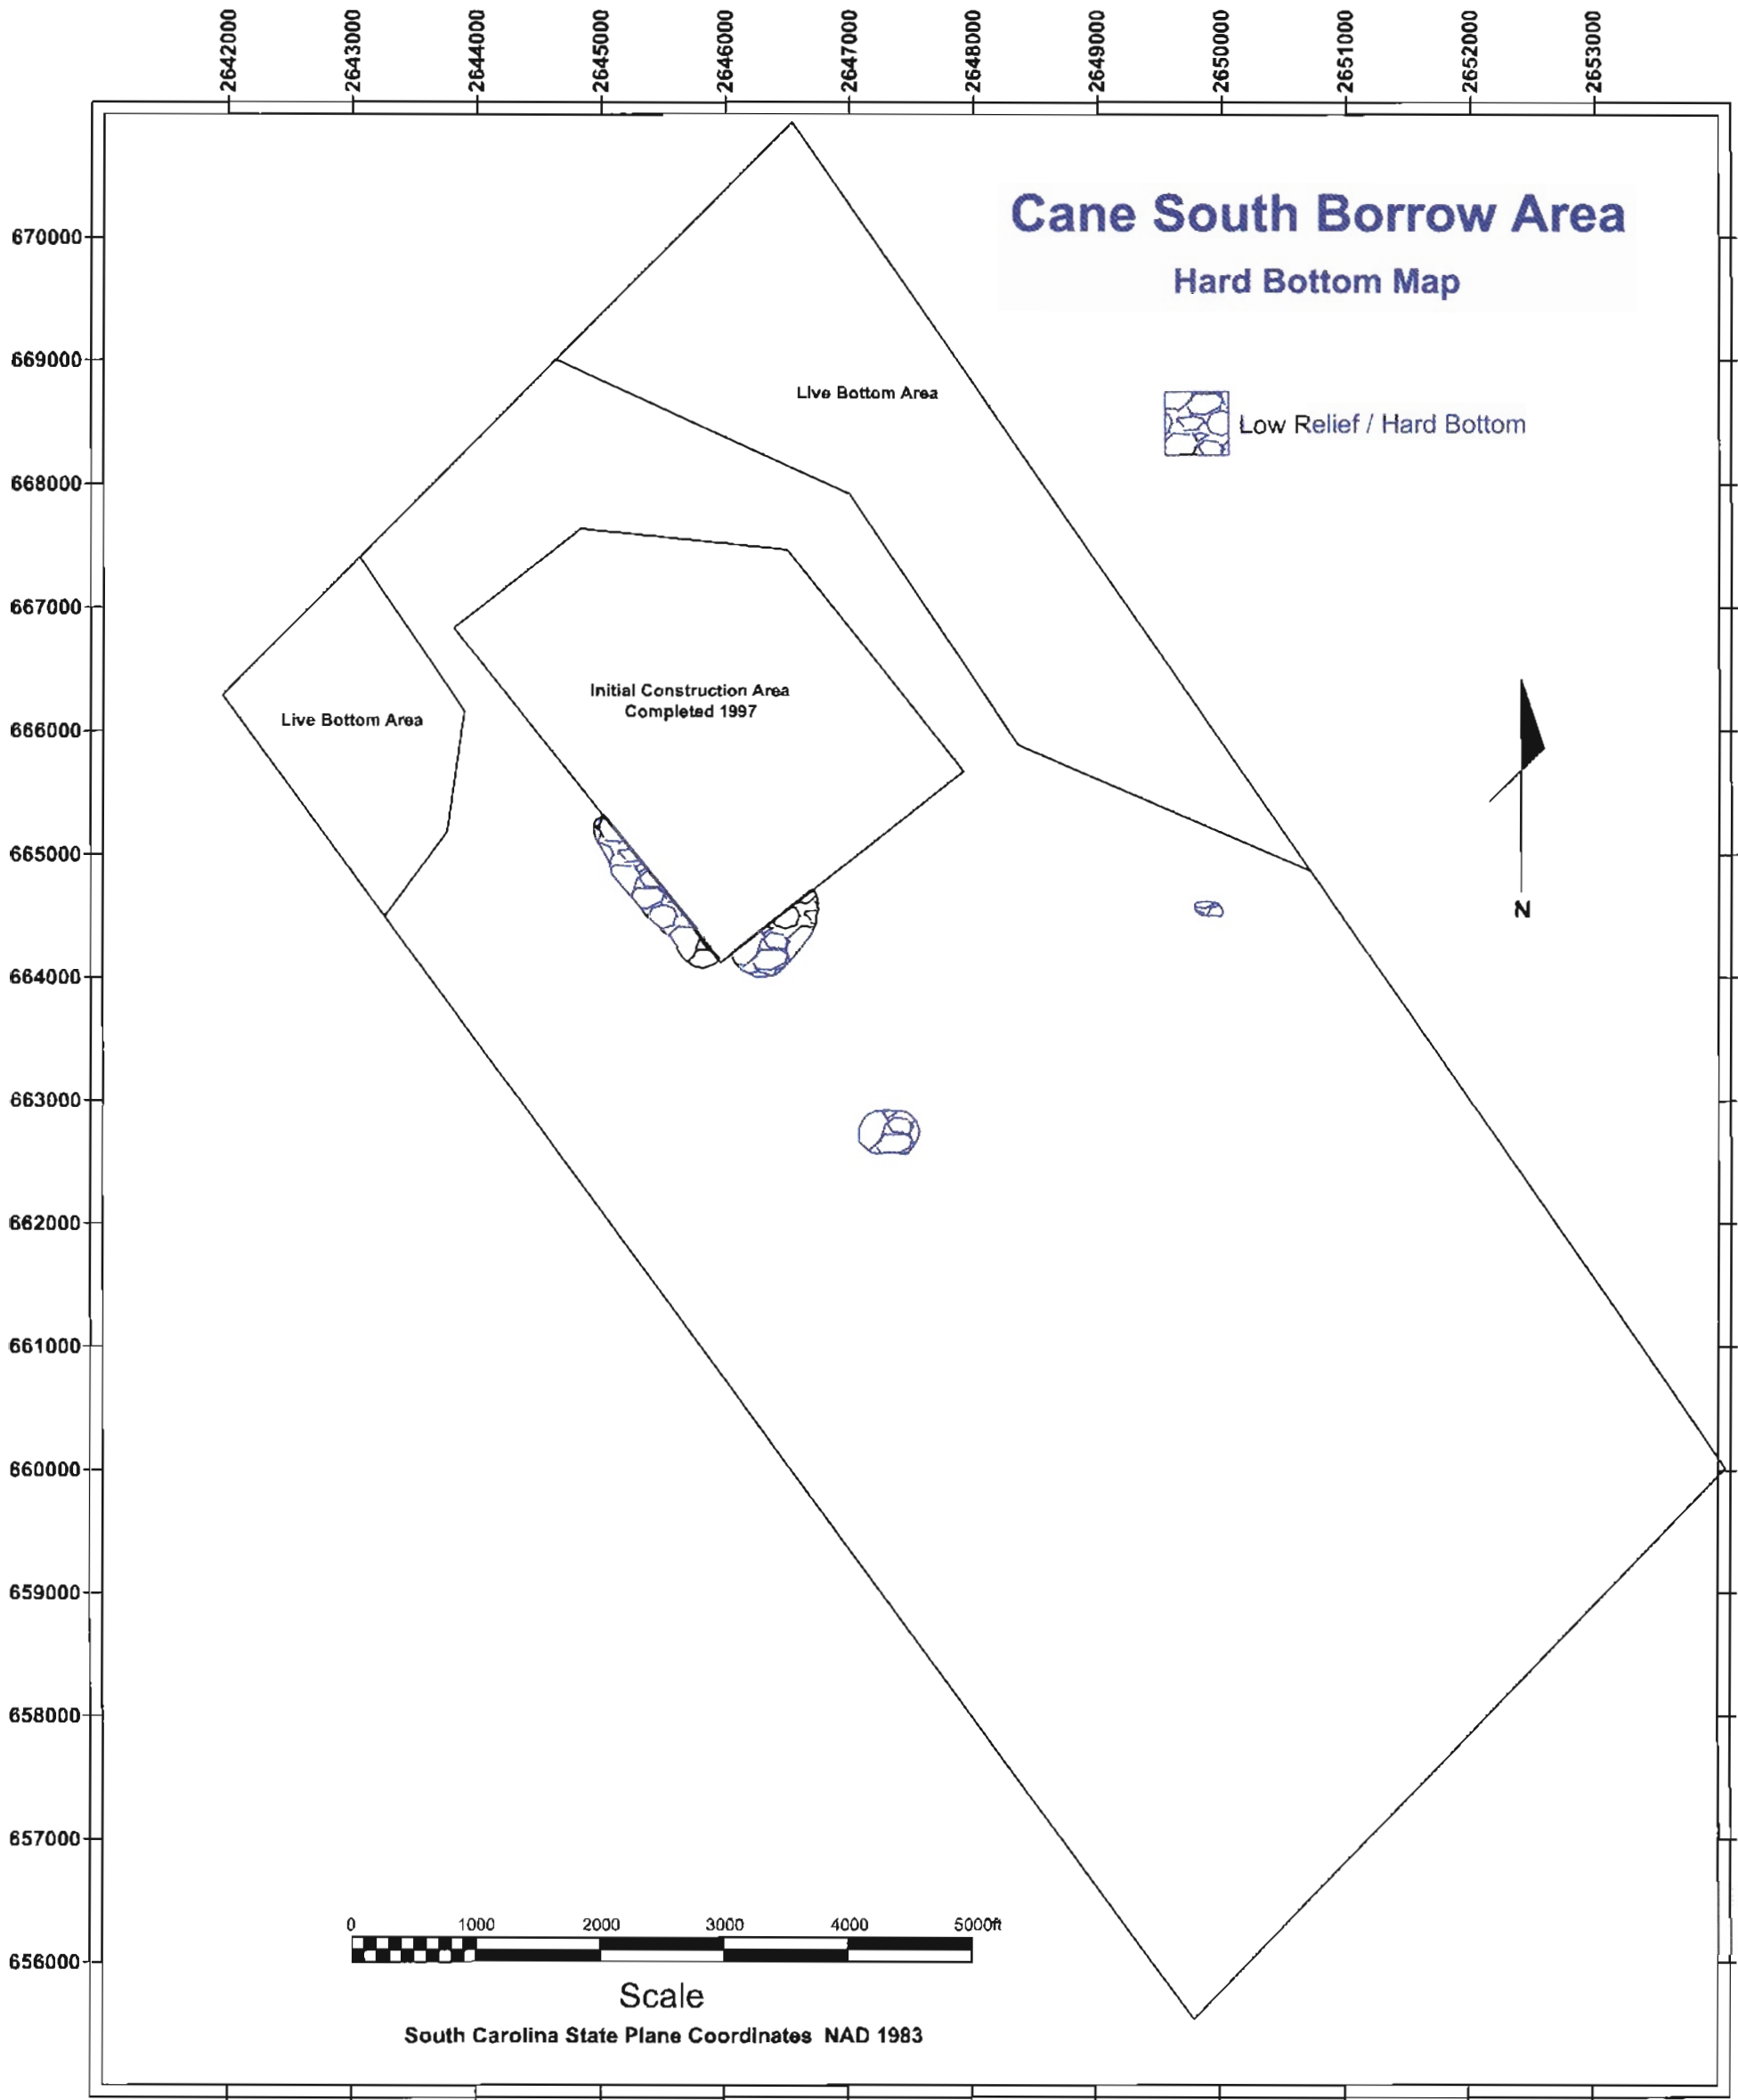 2642000
2643000
2644000
2645000
2646000
2647000
2648000
2649000
2650000
2651000
2652000
2653000
Cane South Borrow Area
Hard Bottom Map
670000
669000
668000
667000
666000
665000
664000
663000
662000
661000
660000
659000
658000
657000
656000
Live Bottom Area
Low Relief / Hard Bottom
Initial Construction Area
Completed 1997
Live Bottom Area
N
0 1000 2000 3000 4000 5000ft
Scale
South Carolina State Plane Coordinates NAD 1983